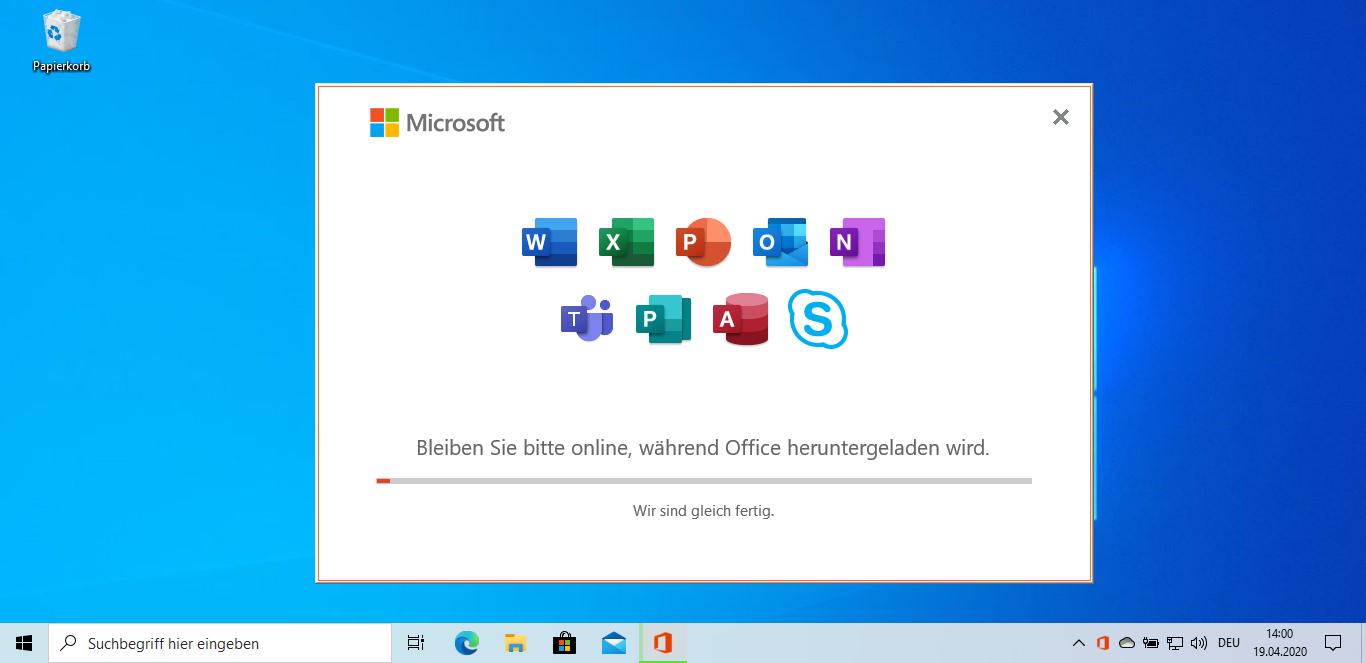 Papierkorb
Microsoft
W X P O N
T P A S
Bleiben Sie bitte online, während Office heruntergeladen wird.
Wir sind gleich fertig.
Suchbegriff hier eingeben
DEU
14:00
19.04.2020